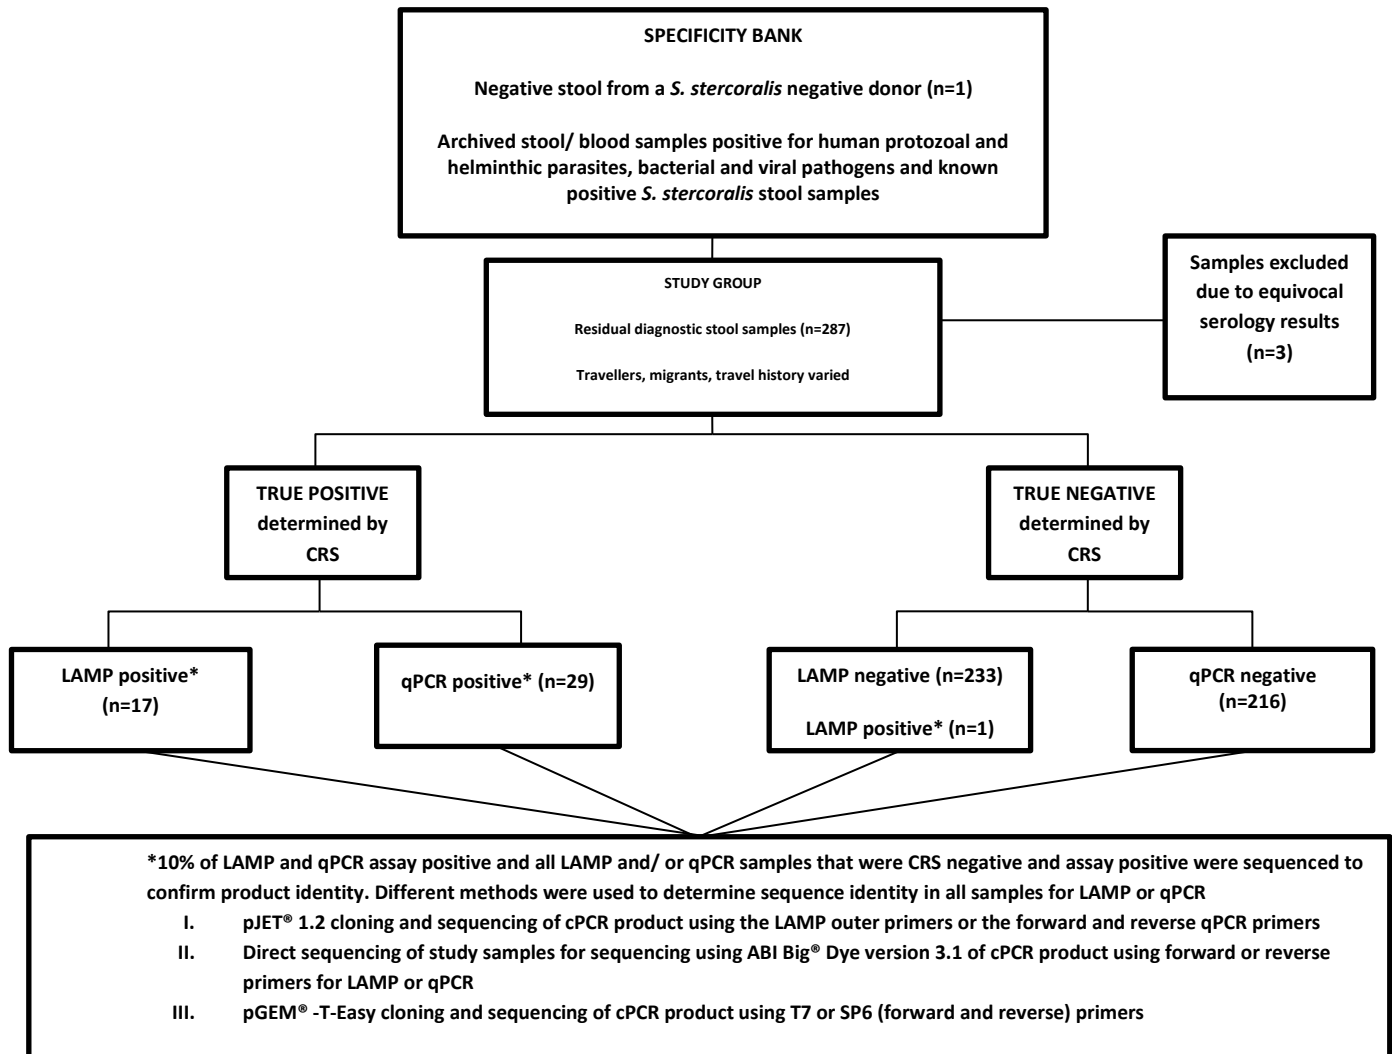 SPECIFICITY BANK
Negative stool from a S. stercoralis negative donor (n=1)
Archived stool/ blood samples positive for human protozoal and
helminthic parasites, bacterial and viral pathogens and known
positive S. stercoralis stool samples
STUDY GROUP
Residual diagnostic stool samples (n=287)
Travellers, migrants, travel history varied
Samples excluded
due to equivocal
serology results
(n=3)
TRUE POSITIVE
determined by
CRS
TRUE NEGATIVE
determined by
CRS
LAMP positive*
(n=17)
qPCR positive* (n=29)
LAMP negative (n=233)
LAMP positive* (n=1)
qPCR negative
(n=216)
*10% of LAMP and qPCR assay positive and all LAMP and/ or qPCR samples that were CRS negative and assay positive were sequenced to
confirm product identity. Different methods were used to determine sequence identity in all samples for LAMP or qPCR
I. pJET® 1.2 cloning and sequencing of cPCR product using the LAMP outer primers or the forward and reverse qPCR primers
II. Direct sequencing of study samples for sequencing using ABI Big® Dye version 3.1 of cPCR product using forward or reverse
primers for LAMP or qPCR
III. pGEM® -T-Easy cloning and sequencing of cPCR product using T7 or SP6 (forward and reverse) primers